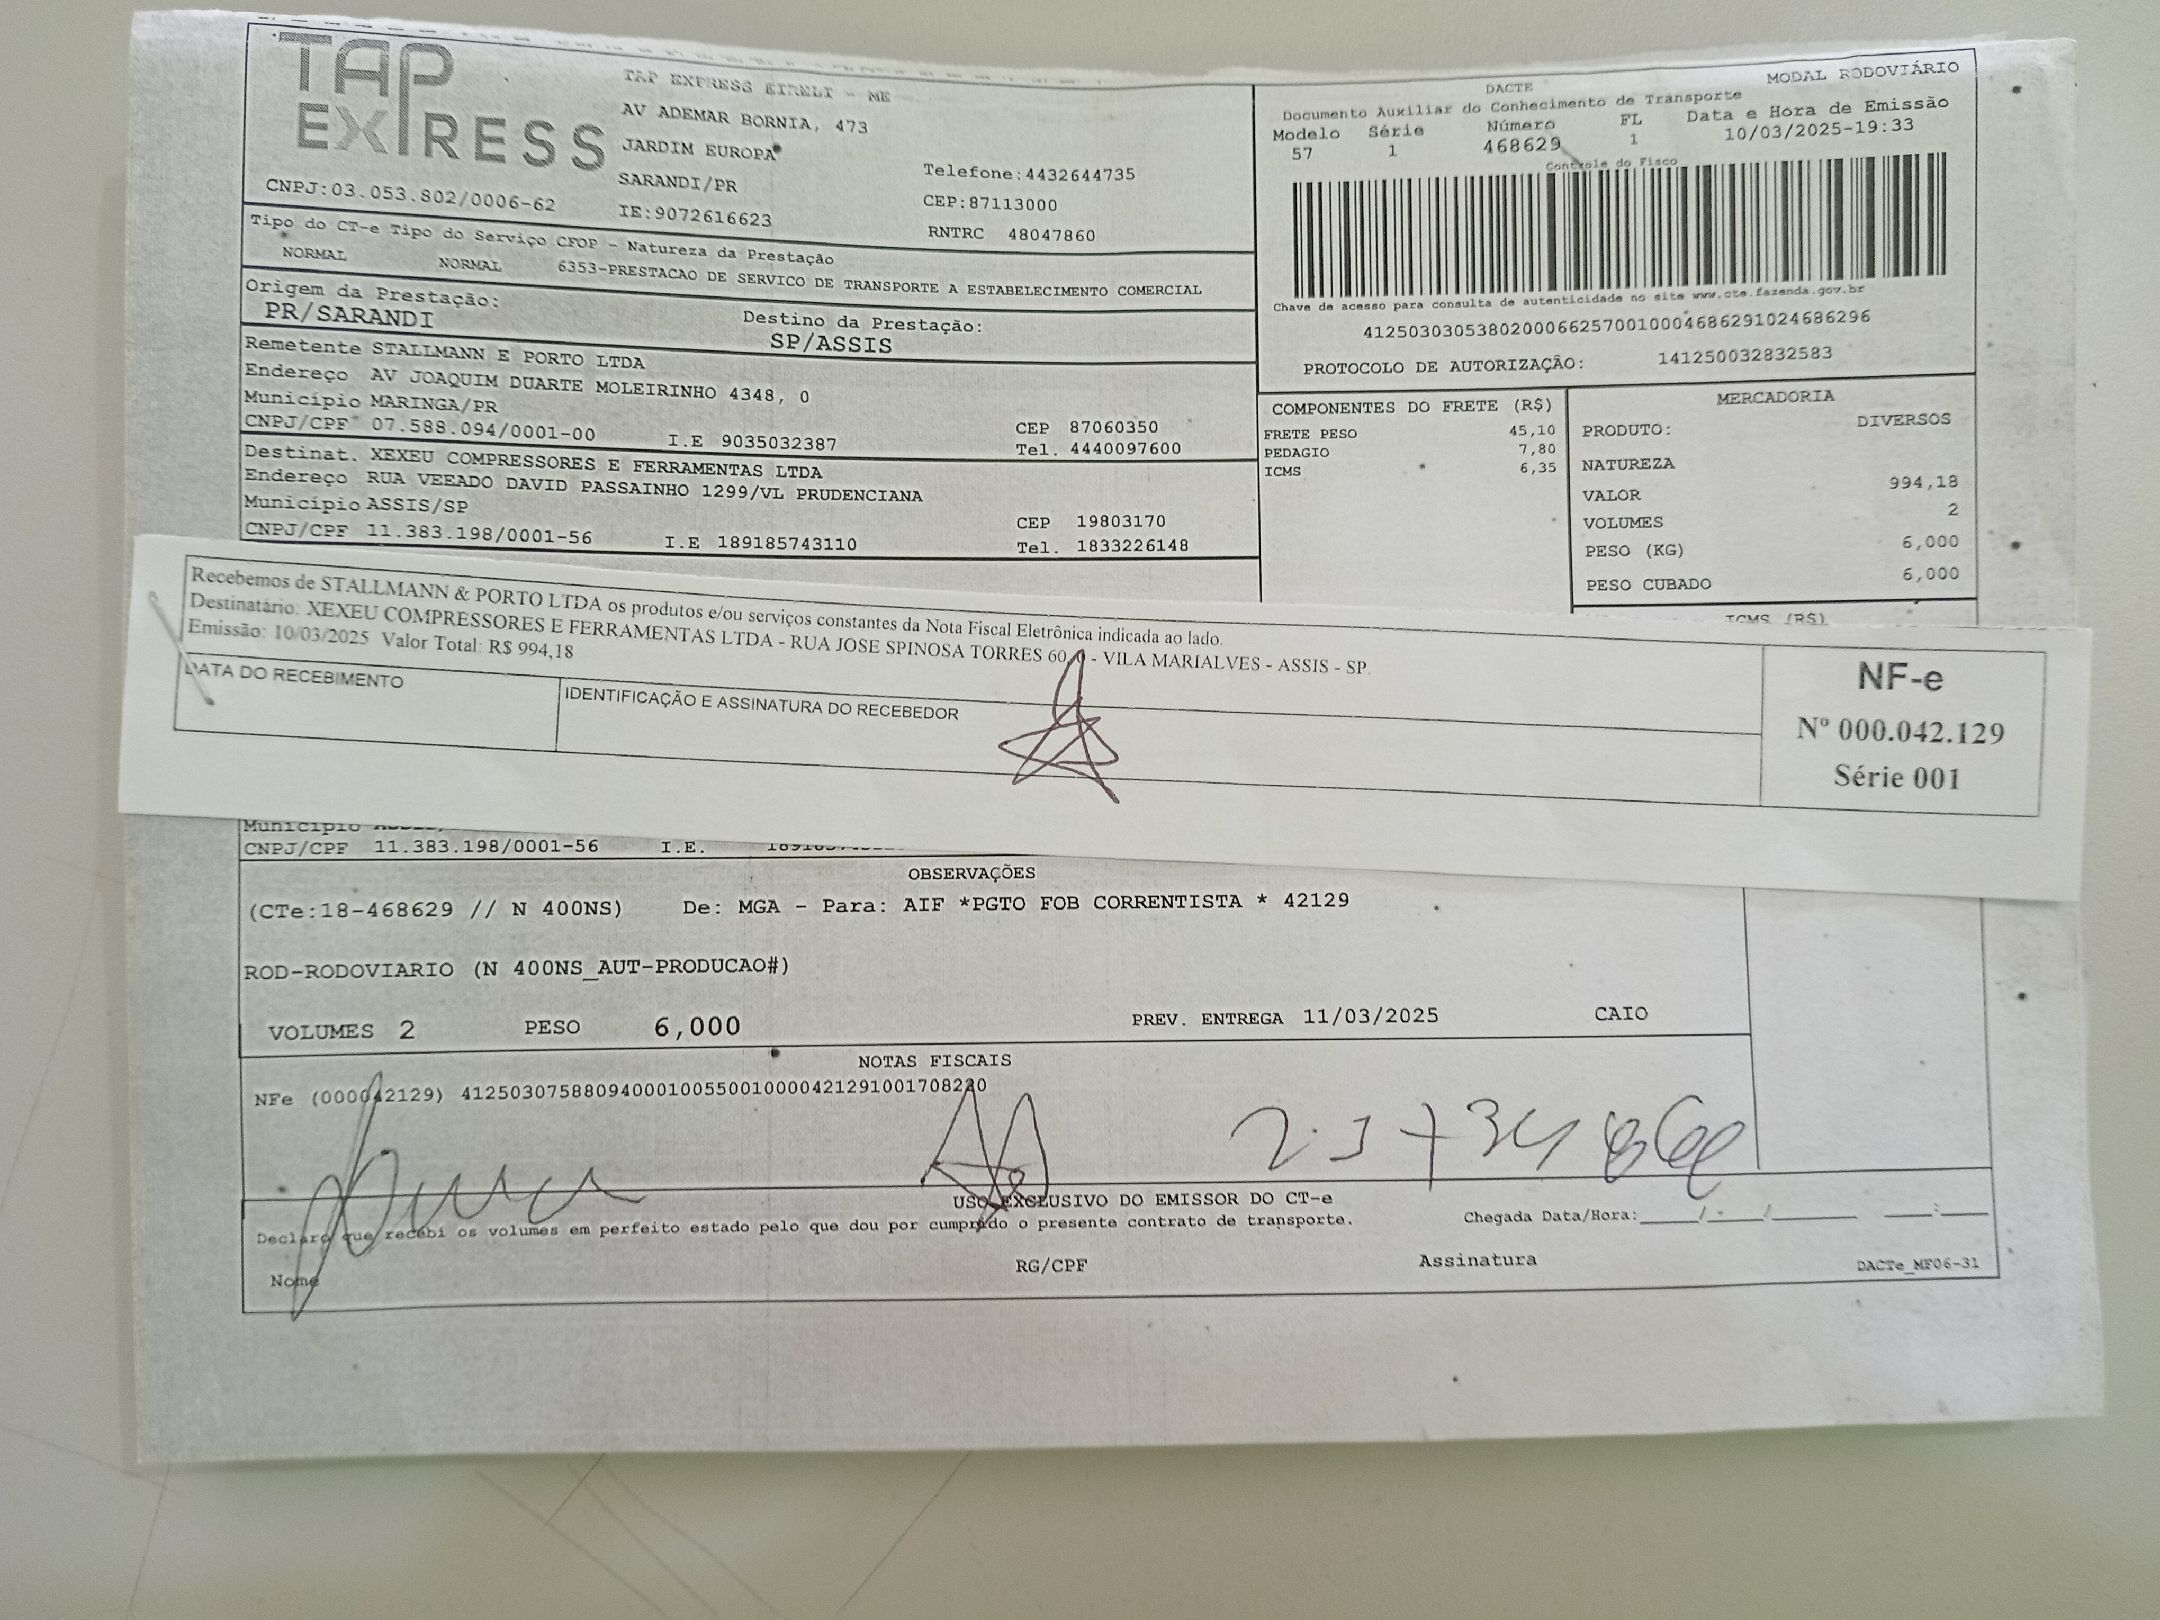 TAP EXPRESS
TAP EXPRESS EIRELI - ME
AV ADEMAR BORNIA, 473
JARDIM EUROPA
SARANDI/PR
IE:9072616623
Telefone:4432644735
CEP:87113000
RNTRC 48047860
CNPJ:03.053.802/0006-62
DACTE
MODAL RODOVIÁRIO
Documento Auxiliar do Conhecimento de Transporte
Modelo Série Número FL Data e Hora de Emissão
57 1 468629 1 10/03/2025-19:33
Controle do Fisco
Chave de acesso para consulta de autenticidade no site www.cte.fazenda.gov.br
41250303053802000662570010004686291024686296
PROTOCOLO DE AUTORIZAÇÃO: 141250032832583
Tipo do CT-e Tipo do Serviço CFOP - Natureza da Prestação
NORMAL NORMAL 6353-PRESTACAO DE SERVICO DE TRANSPORTE A ESTABELECIMENTO COMERCIAL
Origem da Prestação:
PR/SARANDI
Destino da Prestação:
SP/ASSIS
Remetente STALLMANN E PORTO LTDA
Endereço AV JOAQUIM DUARTE MOLEIRINHO 4348, 0
Município MARINGA/PR
CEP 87060350
CNPJ/CPF 07.588.094/0001-00 I.E 9035032387 Tel. 4440097600
Destinat. XEXEU COMPRESSORES E FERRAMENTAS LTDA
Endereço RUA VEEADO DAVID PASSAINHO 1299/VL PRUDENCIANA
Município ASSIS/SP
CEP 19803170
CNPJ/CPF 11.383.198/0001-56 I.E 189185743110 Tel. 1833226148
COMPONENTES DO FRETE (R$)
FRETE PESO 45,10
PEDAGIO 7,80
ICMS 6,35
MERCADORIA
PRODUTO: DIVERSOS
NATUREZA
VALOR 994,18
VOLUMES 2
PESO (KG) 6,000
PESO CUBADO 6,000
ICMS (R$)
Recebemos de STALLMANN & PORTO LTDA os produtos e/ou serviços constantes da Nota Fiscal Eletrônica indicada ao lado.
Destinatário: XEXEU COMPRESSORES E FERRAMENTAS LTDA - RUA JOSE SPINOSA TORRES 60, 0 - VILA MARIALVES - ASSIS - SP.
Emissão: 10/03/2025 Valor Total: R$ 994,18
DATA DO RECEBIMENTO
IDENTIFICAÇÃO E ASSINATURA DO RECEBEDOR
NF-e
Nº 000.042.129
Série 001
Município
CNPJ/CPF 11.383.198/0001-56 I.E.
OBSERVAÇÕES
(CTe:18-468629 // N 400NS) De: MGA - Para: AIF *PGTO FOB CORRENTISTA * 42129
ROD-RODOVIARIO (N 400NS_AUT-PRODUCAO#)
VOLUMES 2 PESO 6,000 PREV. ENTREGA 11/03/2025 CAIO
NOTAS FISCAIS
NFe (000042129) 41250307588094000100550010000421291001708220
USO EXCLUSIVO DO EMISSOR DO CT-e
Declaro que recebi os volumes em perfeito estado pelo que dou por cumprido o presente contrato de transporte.
Chegada Data/Hora:____/____/______ ___:___
Nome RG/CPF Assinatura DACTe_MF06-31